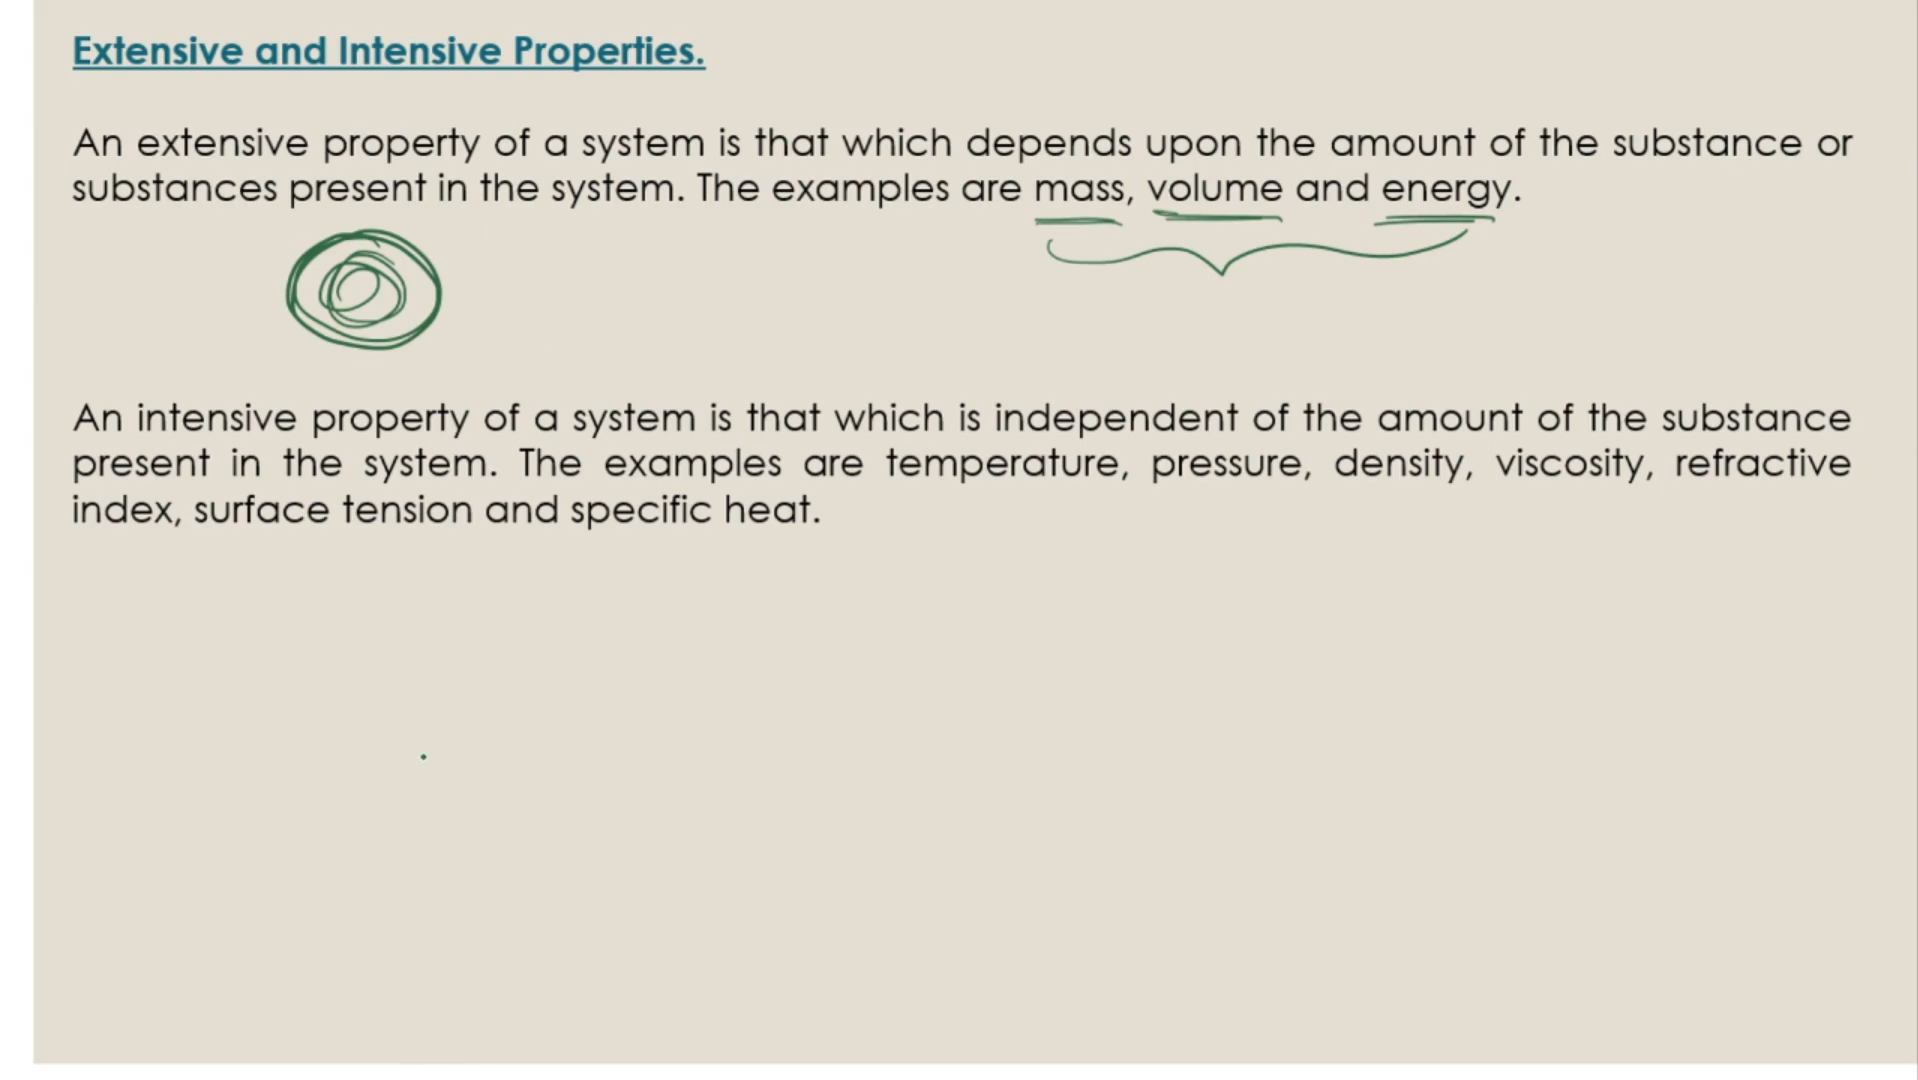 Extensive and Intensive Properties.
An extensive property of a system is that which depends upon the amount of the substance or
substances present in the system. The examples are mass, volume and energy.
An intensive property of a system is that which is independent of the amount of the substance
present in the system. The examples are temperature, pressure, density, viscosity, refractive
index, surface tension and specific heat.